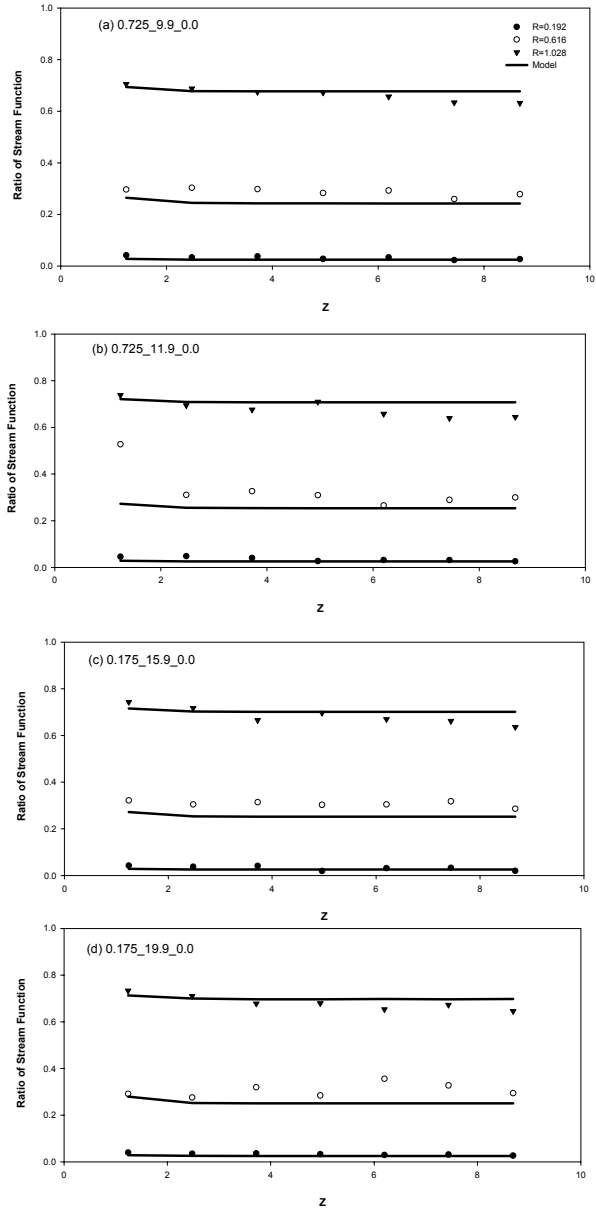 (a) 0.725_9.9_0.0
R=0.192
R=0.616
R=1.028
Model
Ratio of Stream Function
1.0
0.8
0.6
0.4
0.2
0.0
0 2 4 6 8 10
Z
(b) 0.725_11.9_0.0
Ratio of Stream Function
1.0
0.8
0.6
0.4
0.2
0.0
0 2 4 6 8 10
Z
(c) 0.175_15.9_0.0
Ratio of Stream Function
1.0
0.8
0.6
0.4
0.2
0.0
0 2 4 6 8 10
Z
(d) 0.175_19.9_0.0
Ratio of Stream Function
1.0
0.8
0.6
0.4
0.2
0.0
0 2 4 6 8 10
Z